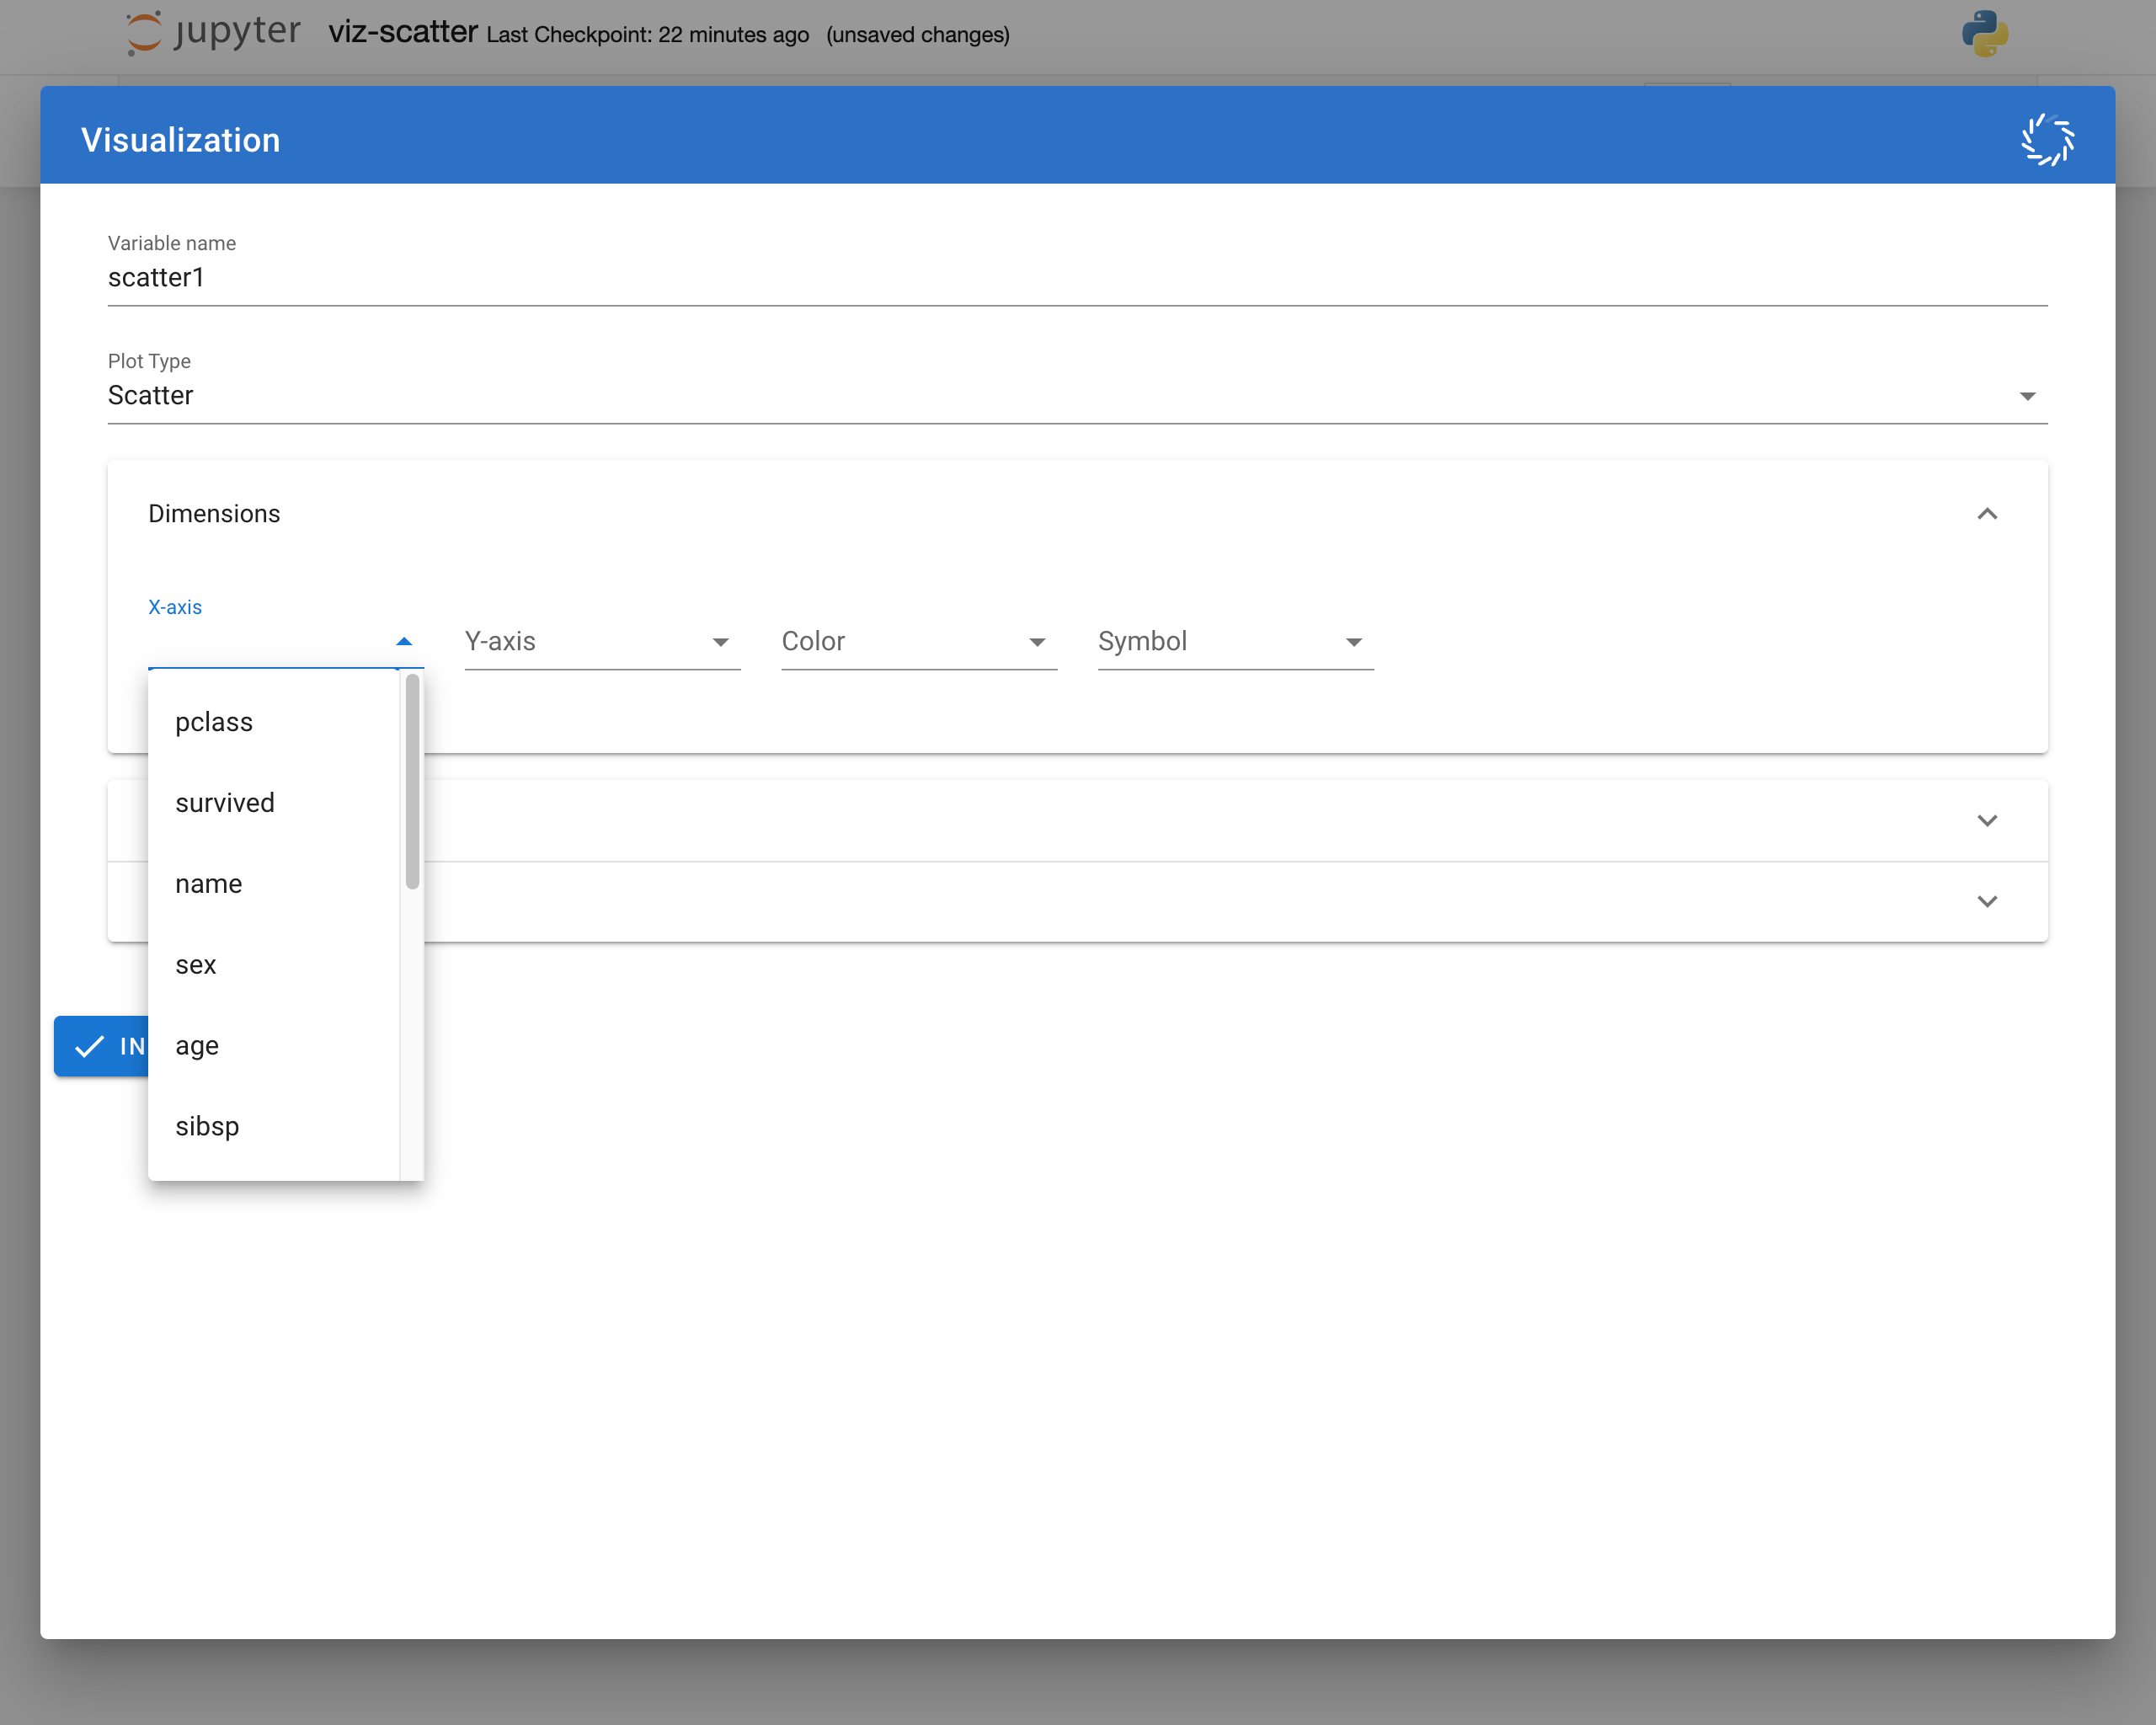 jupyter viz-scatter Last Checkpoint: 22 minutes ago (unsaved changes)
Visualization
Variable name
scatter1
Plot Type
Scatter
Dimensions
X-axis
Y-axis Color Symbol
pclass
survived
name
sex
age
IN
sibsp